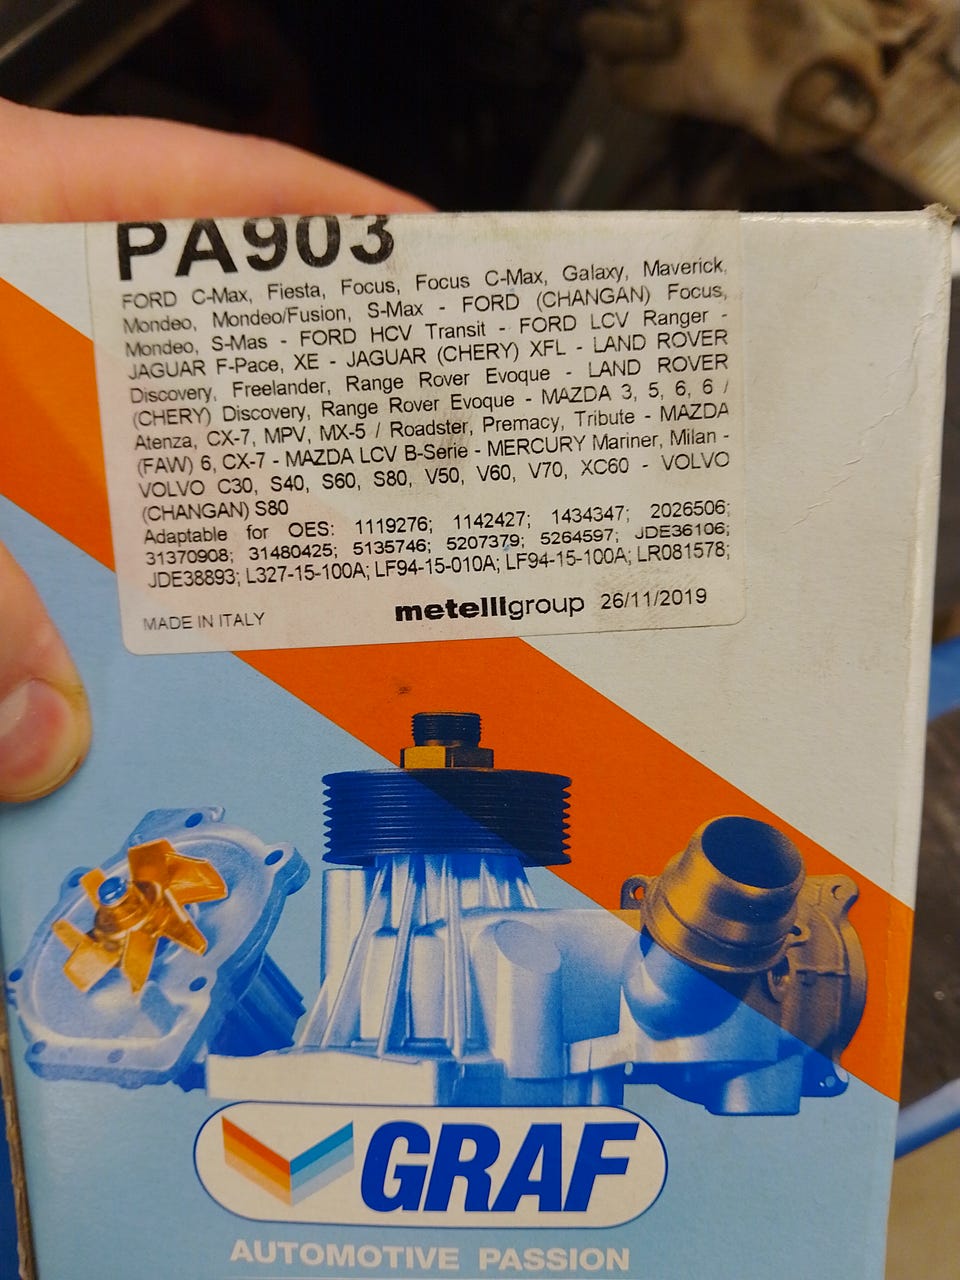 PA903
FORD C-Max, Fiesta, Focus, Focus C-Max, Galaxy, Maverick,
Mondeo, Mondeo/Fusion, S-Max - FORD (CHANGAN) Focus,
Mondeo, S-Mas - FORD HCV Transit - FORD LCV Ranger -
JAGUAR F-Pace, XE - JAGUAR (CHERY) XFL - LAND ROVER
Discovery, Freelander, Range Rover Evoque - LAND ROVER
(CHERY) Discovery, Range Rover Evoque - MAZDA 3, 5, 6, 6 /
Atenza, CX-7, MPV, MX-5 / Roadster, Premacy, Tribute - MAZDA
(FAW) 6, CX-7 - MAZDA LCV B-Serie - MERCURY Mariner, Milan -
VOLVO C30, S40, S60, S80, V50, V60, V70, XC60 - VOLVO
(CHANGAN) S80
Adaptable for OES: 1119276; 1142427; 1434347; 2026506;
31370908; 31480425; 5135746; 5207379; 5264597; JDE36106;
JDE38893; L327-15-100A; LF94-15-010A; LF94-15-100A; LR081578;
MADE IN ITALY metelligroup 26/11/2019
GRAF
AUTOMOTIVE PASSION